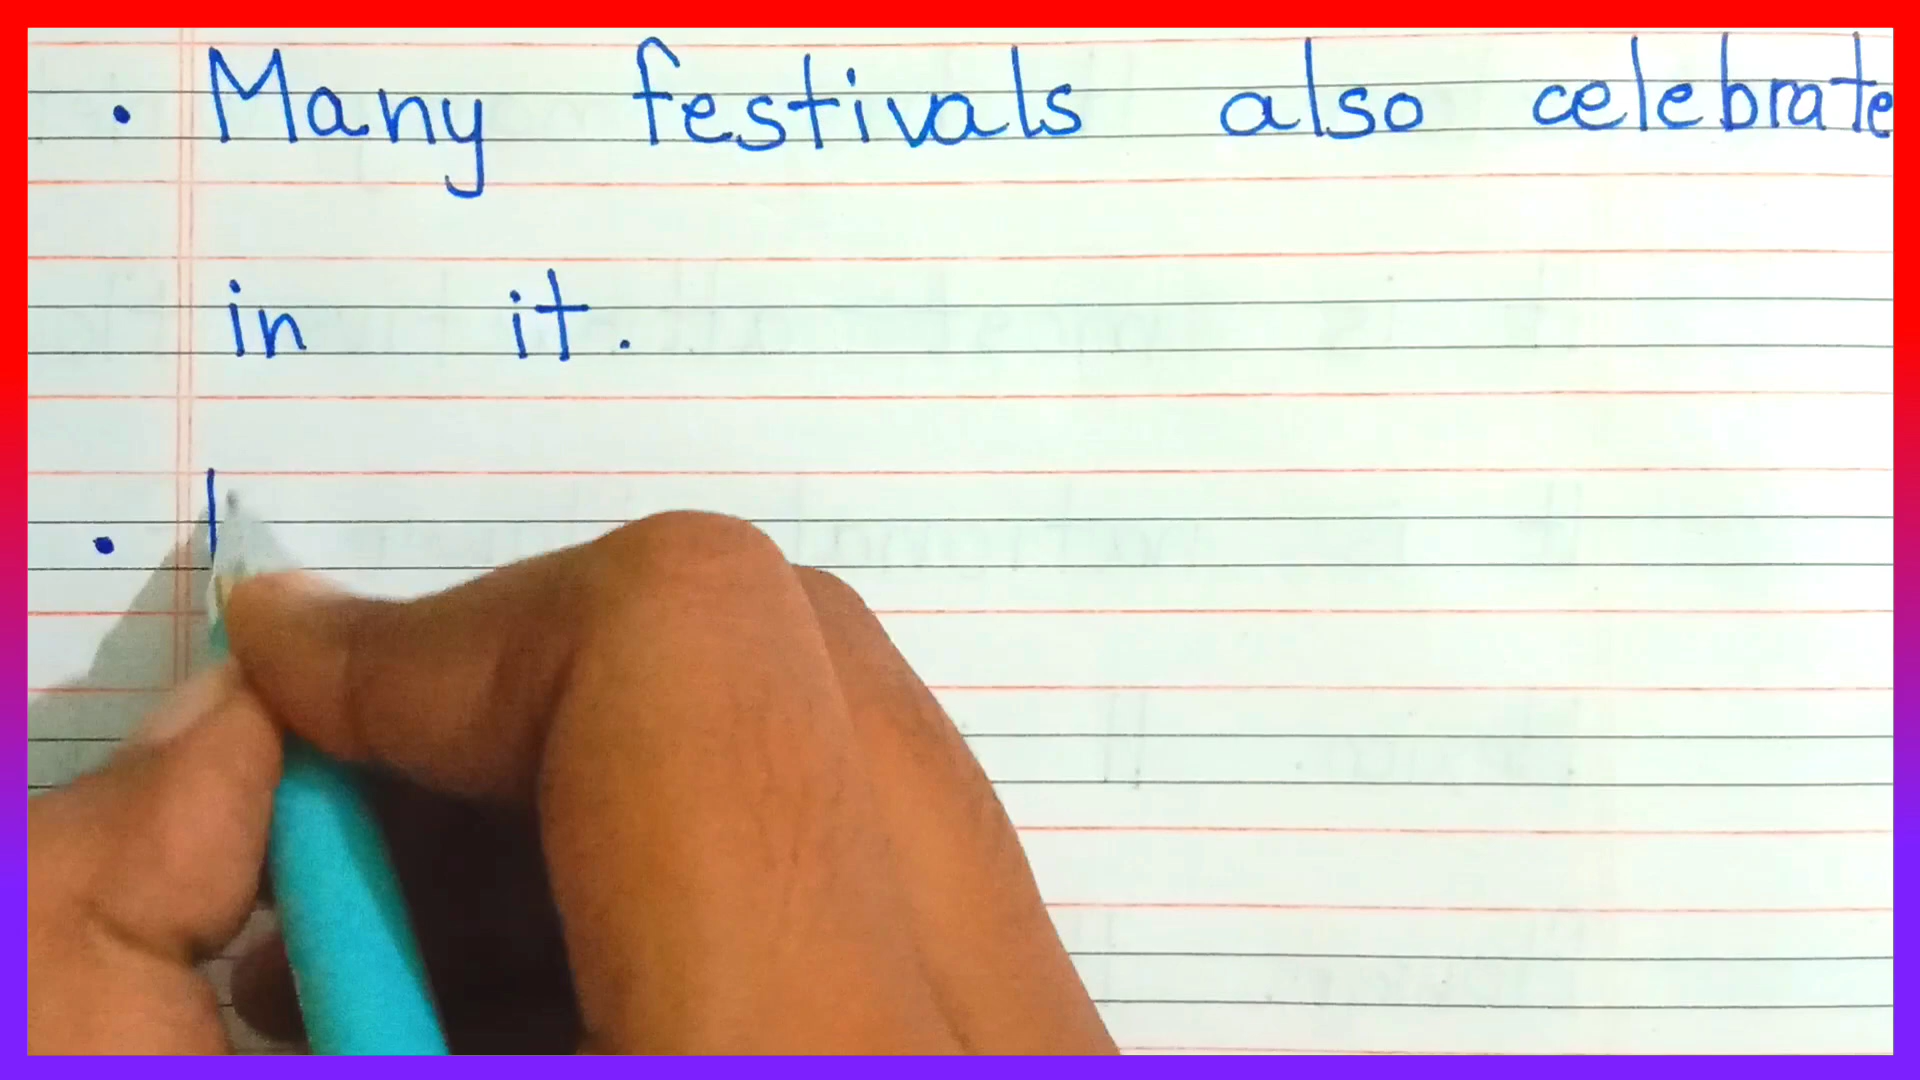 • Many festivals also celebrate
in it.
•